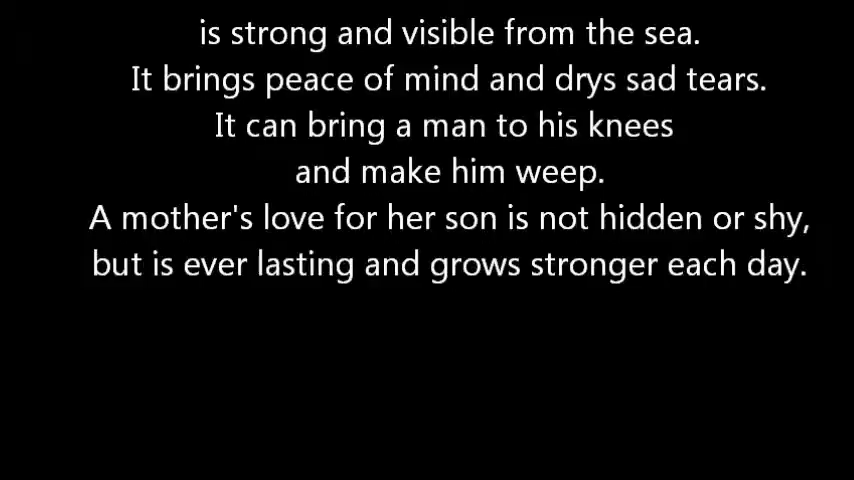 is strong and visible from the sea.
It brings peace of mind and drys sad tears.
It can bring a man to his knees
and make him weep.
A mother's love for her son is not hidden or shy,
but is ever lasting and grows stronger each day.